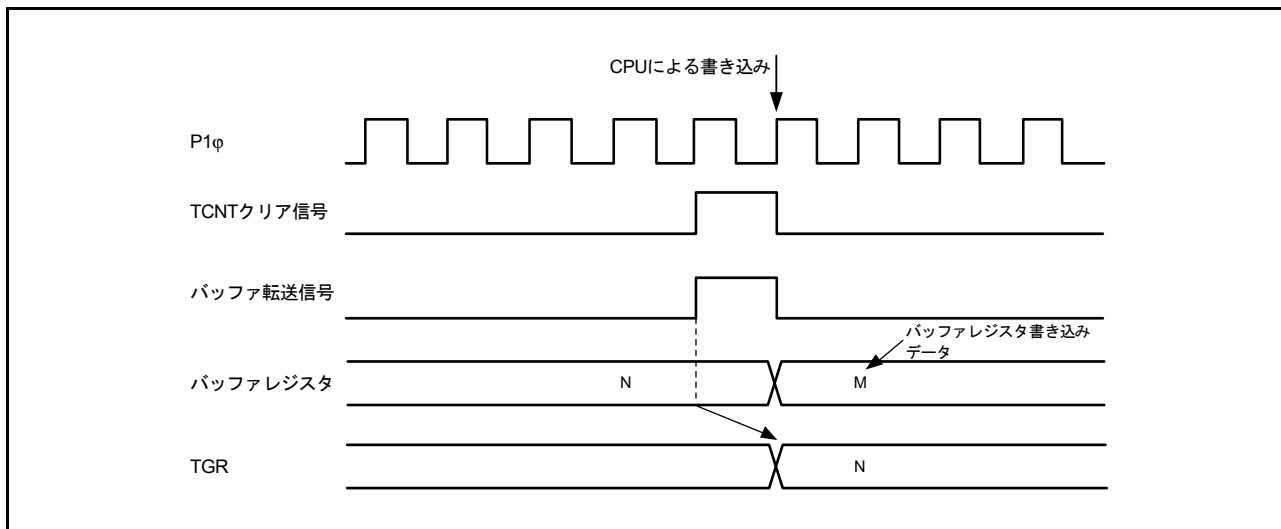 CPUによる書き込み
P1φ
TCNTクリア信号
バッファ転送信号
バッファレジスタ書き込み
データ
バッファレジスタ
N
M
TGR
N